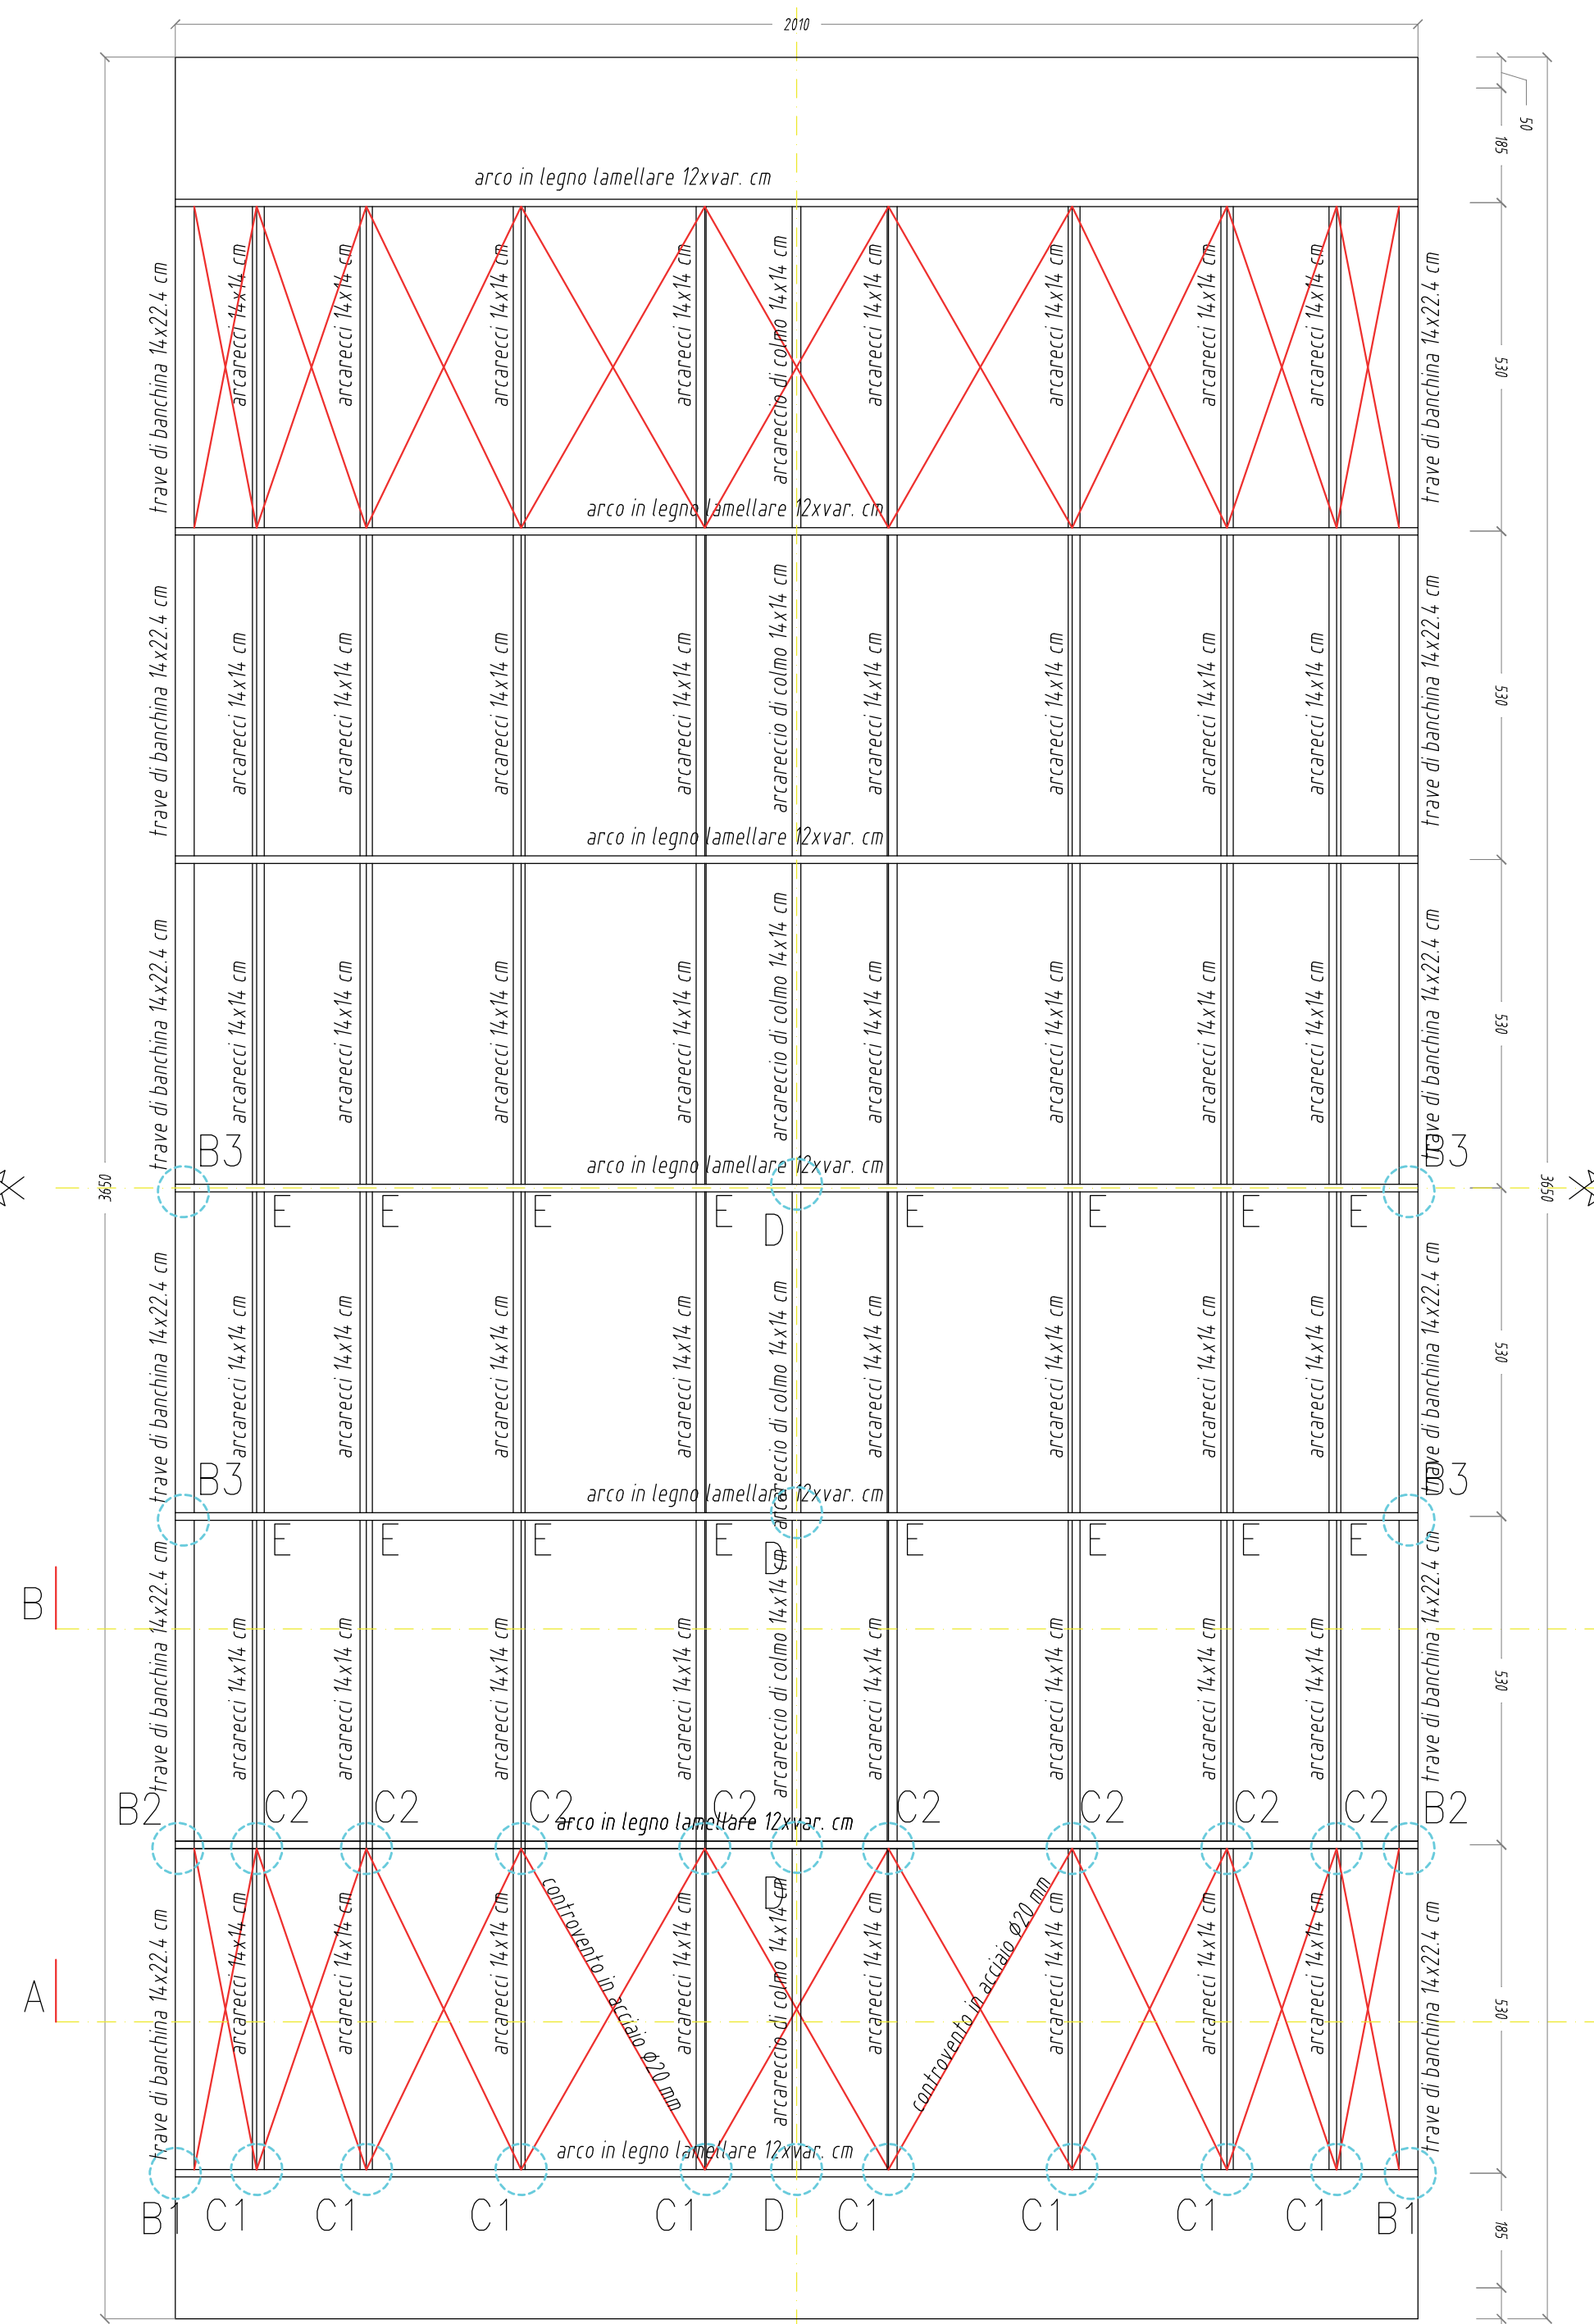 2010
50
185
arco in legno lamellare 12xvar. cm
trave di banchina 14x22.4 cm
arcarecci 14x14 cm
arcarecci 14x14 cm
arcarecci 14x14 cm
arcarecci 14x14 cm
arcareccio di colmo 14x14 cm
arcarecci 14x14 cm
arcarecci 14x14 cm
arcarecci 14x14 cm
arcarecci 14x14 cm
trave di banchina 14x22.4 cm
530
arco in legno lamellare 12xvar. cm
trave di banchina 14x22.4 cm
arcarecci 14x14 cm
arcarecci 14x14 cm
arcarecci 14x14 cm
arcarecci 14x14 cm
arcareccio di colmo 14x14 cm
arcarecci 14x14 cm
arcarecci 14x14 cm
arcarecci 14x14 cm
arcarecci 14x14 cm
trave di banchina 14x22.4 cm
530
arco in legno lamellare 12xvar. cm
trave di banchina 14x22.4 cm
arcarecci 14x14 cm
arcarecci 14x14 cm
arcarecci 14x14 cm
arcarecci 14x14 cm
arcareccio di colmo 14x14 cm
arcarecci 14x14 cm
arcarecci 14x14 cm
arcarecci 14x14 cm
arcarecci 14x14 cm
trave di banchina 14x22.4 cm
530
B3
arco in legno lamellare 12xvar. cm
B3
3650
3650
E
E
E
E
D
E
E
E
E
trave di banchina 14x22.4 cm
arcarecci 14x14 cm
arcarecci 14x14 cm
arcarecci 14x14 cm
arcarecci 14x14 cm
arcareccio di colmo 14x14 cm
arcarecci 14x14 cm
arcarecci 14x14 cm
arcarecci 14x14 cm
arcarecci 14x14 cm
trave di banchina 14x22.4 cm
530
B3
arco in legno lamellare 12xvar. cm
B3
E
E
E
E
D
E
E
E
E
B
trave di banchina 14x22.4 cm
arcarecci 14x14 cm
arcarecci 14x14 cm
arcarecci 14x14 cm
arcarecci 14x14 cm
arcareccio di colmo 14x14 cm
arcarecci 14x14 cm
arcarecci 14x14 cm
arcarecci 14x14 cm
arcarecci 14x14 cm
trave di banchina 14x22.4 cm
530
B2
C2
C2
C2
C2
C2
C2
C2
C2
B2
arco in legno lamellare 12xvar. cm
D
A
trave di banchina 14x22.4 cm
arcarecci 14x14 cm
arcarecci 14x14 cm
arcarecci 14x14 cm
controvento in acciaio Ø20 mm
arcarecci 14x14 cm
arcareccio di colmo 14x14 cm
arcarecci 14x14 cm
controvento in acciaio Ø20 mm
arcarecci 14x14 cm
arcarecci 14x14 cm
arcarecci 14x14 cm
trave di banchina 14x22.4 cm
530
arco in legno lamellare 12xvar. cm
B1
C1
C1
C1
C1
D
C1
C1
C1
C1
B1
185